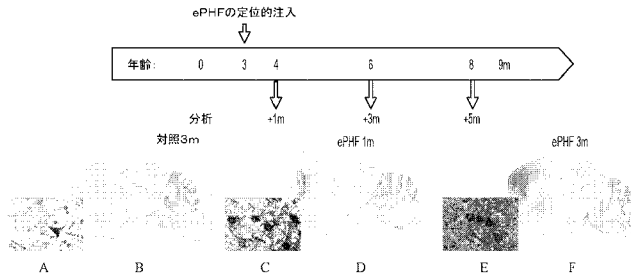 ePHFの定位的注入
年齢: 0 3 4 6 8 9m
分析 +1m +3m +5m
対照3m ePHF 1m ePHF 3m
A B C D E F